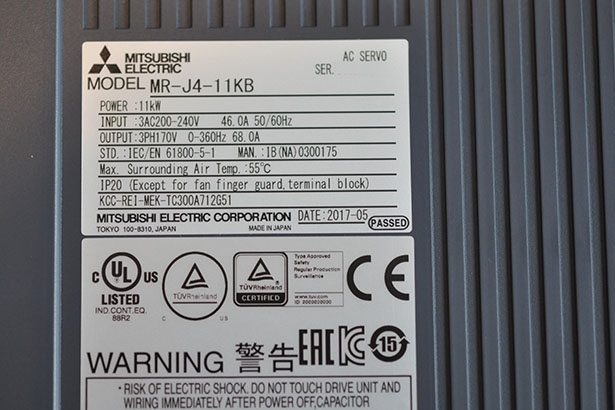 MITSUBISHI
ELECTRIC
AC SERVO
SER.
MODEL MR-J4-11KB
POWER :11kW
INPUT :3AC200-240V 46.0A 50/60Hz
OUTPUT:3PH170V 0-360Hz 68.0A
STD.:IEC/EN 61800-5-1 MAN.:IB(NA)0300175
Max. Surrounding Air Temp.:55℃
IP20 (Except for fan finger guard,terminal block)
KCC-REI-MEK-TC300A712G51
MITSUBISHI ELECTRIC CORPORATION DATE:2017-05
TOKYO 100-8310, JAPAN MADE IN JAPAN PASSED
C UL US
LISTED
IND.CONT.EQ.
88R2
TÜVRheinland
C US
TÜVRheinland
CERTIFIED
Type Approved
Safety
Regular Production
Surveillance
www.tuv.com
ID 2000000000
CE
WARNING 警告 EAC KC 15
*RISK OF ELECTRIC SHOCK. DO NOT TOUCH DRIVE UNIT AND
WIRING IMMEDIATELY AFTER POWER OFF,CAPACITOR